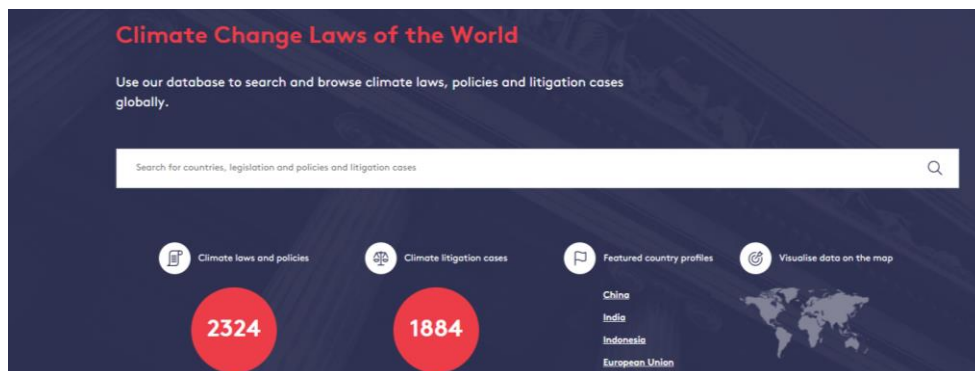 Climate Change Laws of the World
Use our database to search and browse climate laws, policies and litigation cases
globally.
Search for countries, legislation and policies and litigation cases
Climate laws and policies
2324
Climate litigation cases
1884
Featured country profiles
China
India
Indonesia
European Union
Visualise data on the map